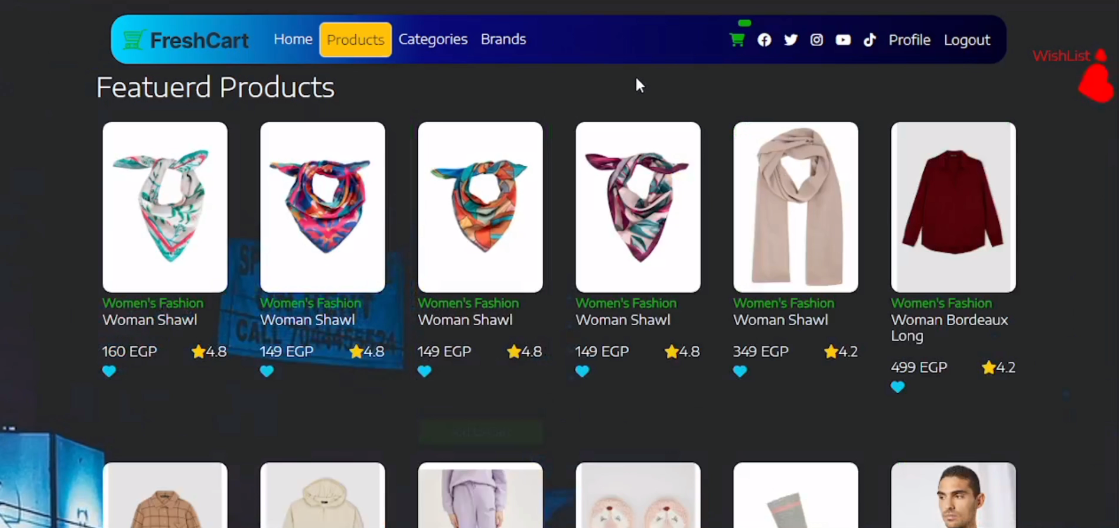 FreshCart Home Products Categories Brands Profile Logout
WishList
Featuerd Products
Women's Fashion Women's Fashion Women's Fashion Women's Fashion Women's Fashion Women's Fashion
Woman Shawl Woman Shawl Woman Shawl Woman Shawl Woman Shawl Woman Bordeaux
Long
160 EGP 4.8 149 EGP 4.8 149 EGP 4.8 149 EGP 4.8 349 EGP 4.2
499 EGP 4.2